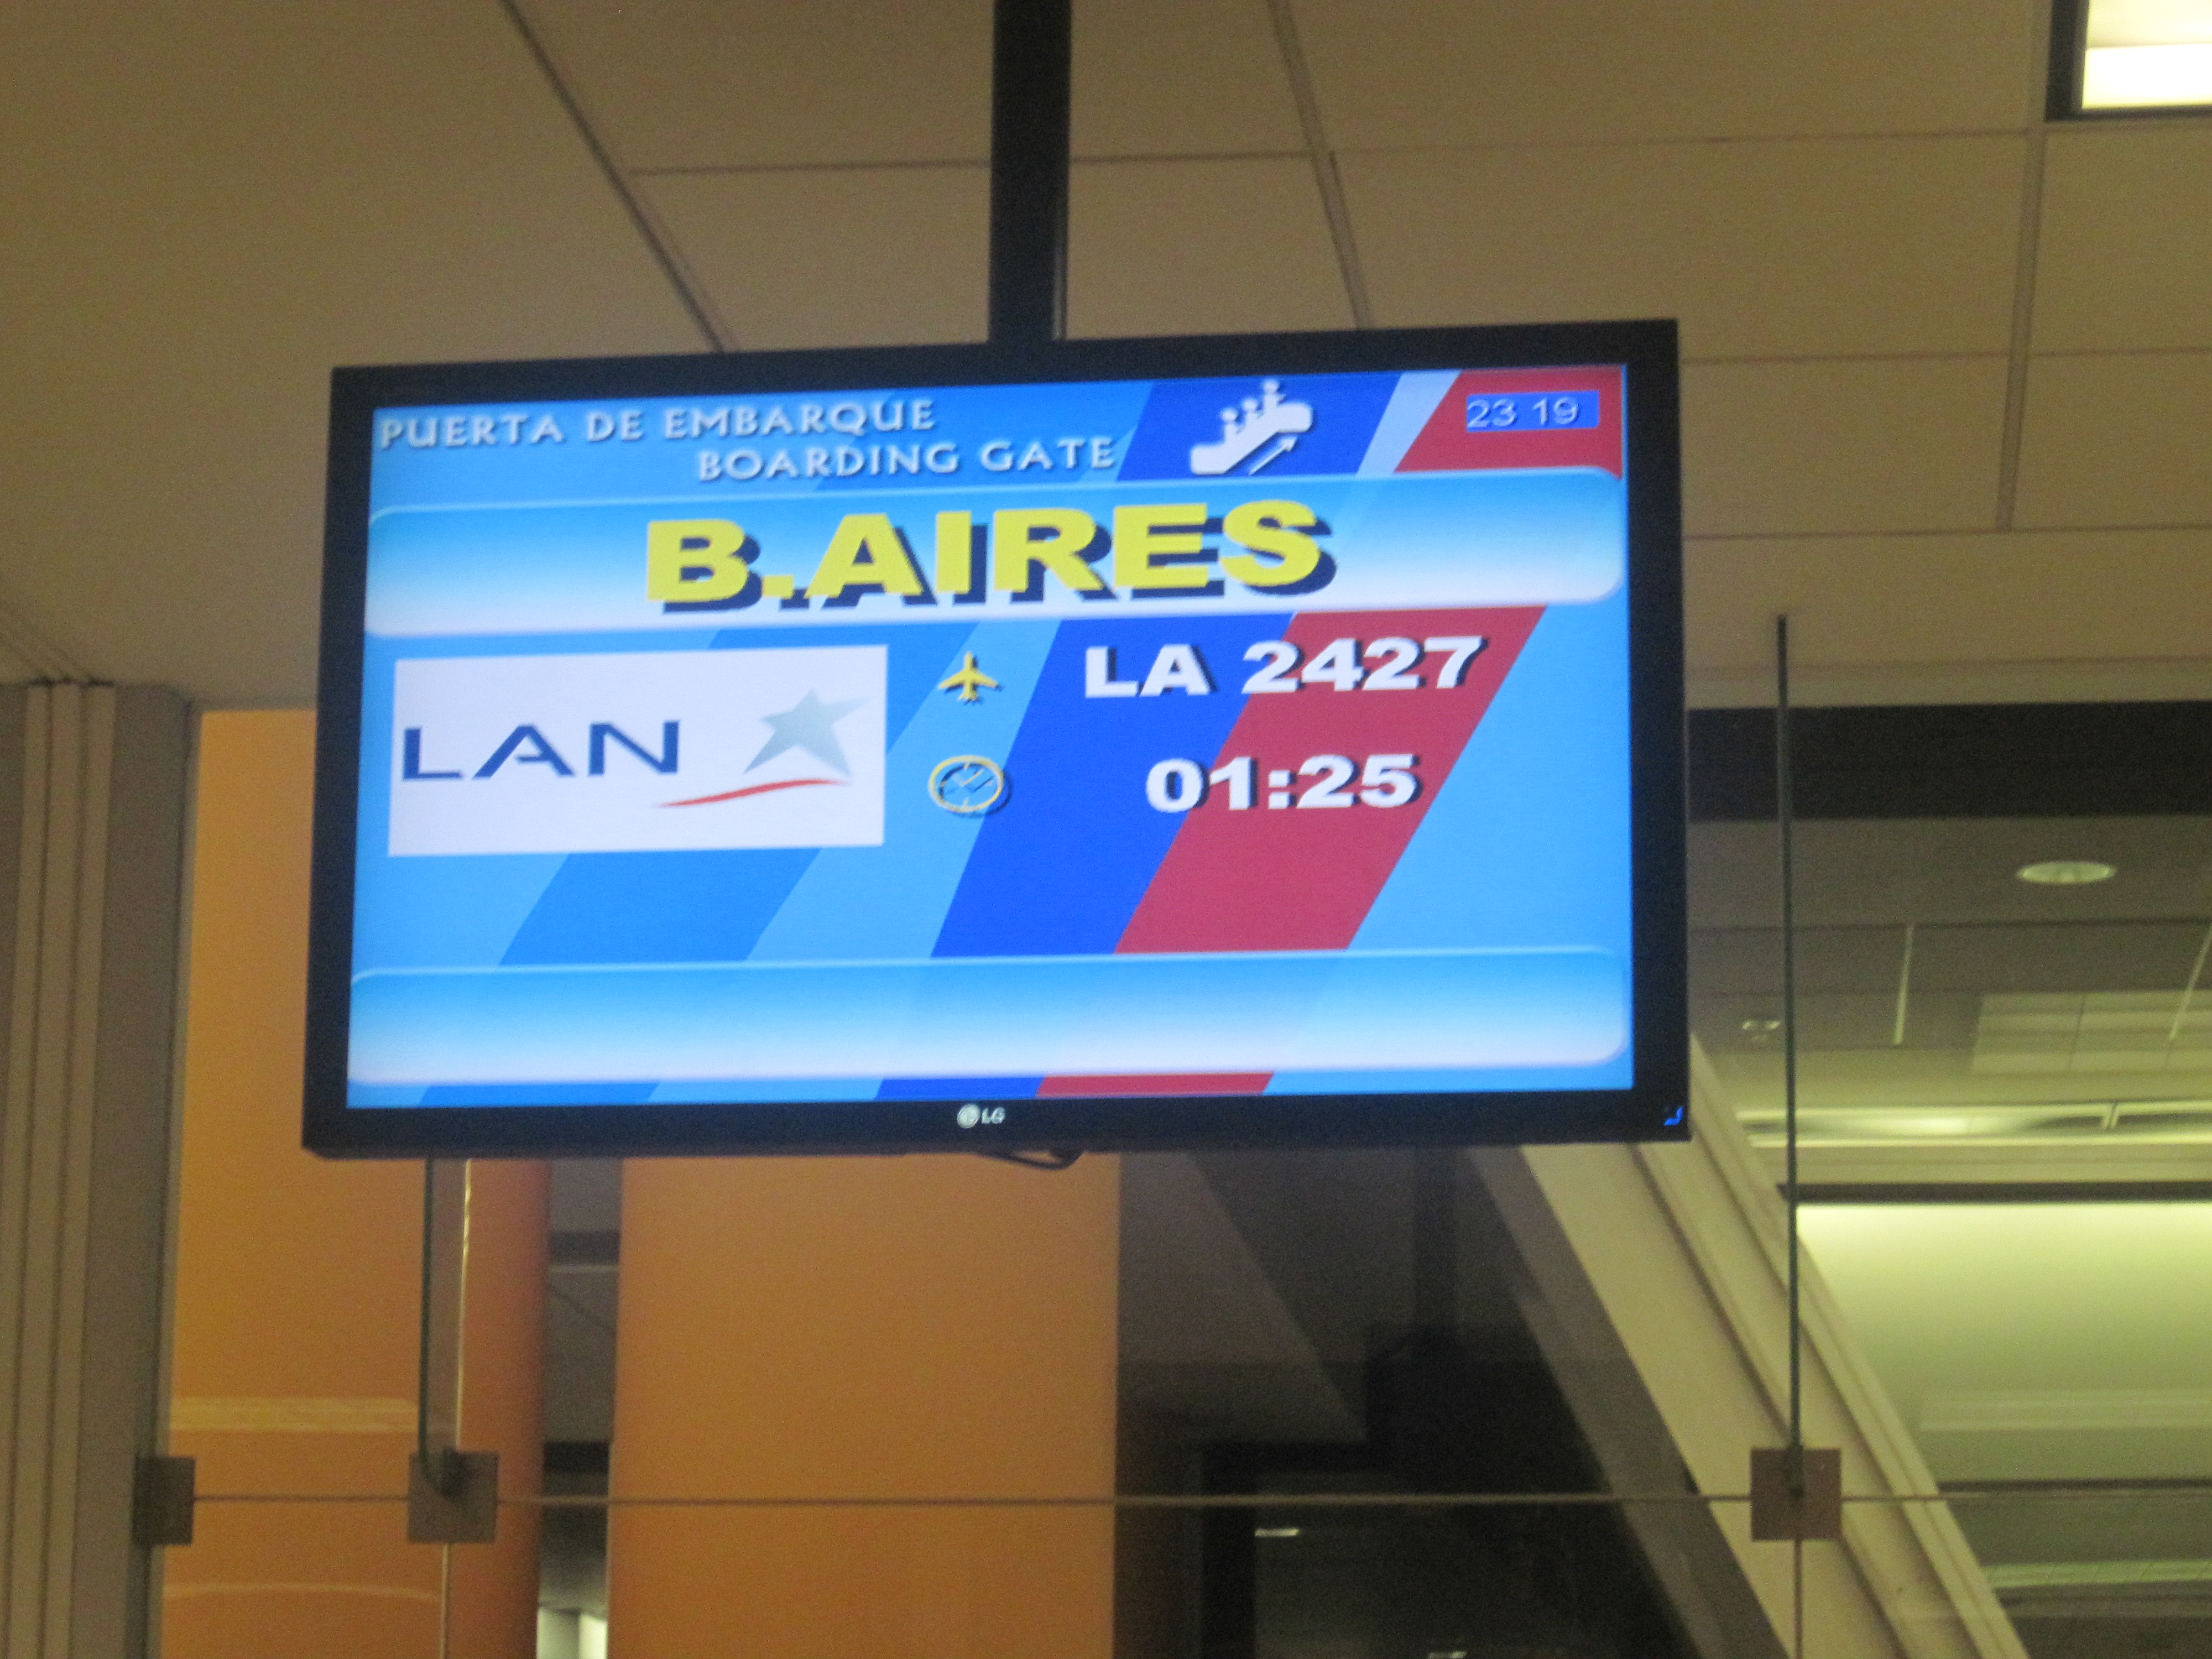 PUERTA DE EMBARQUE
BOARDING GATE
23 19
B.AIRES
LAN
LA 2427
01:25
LG